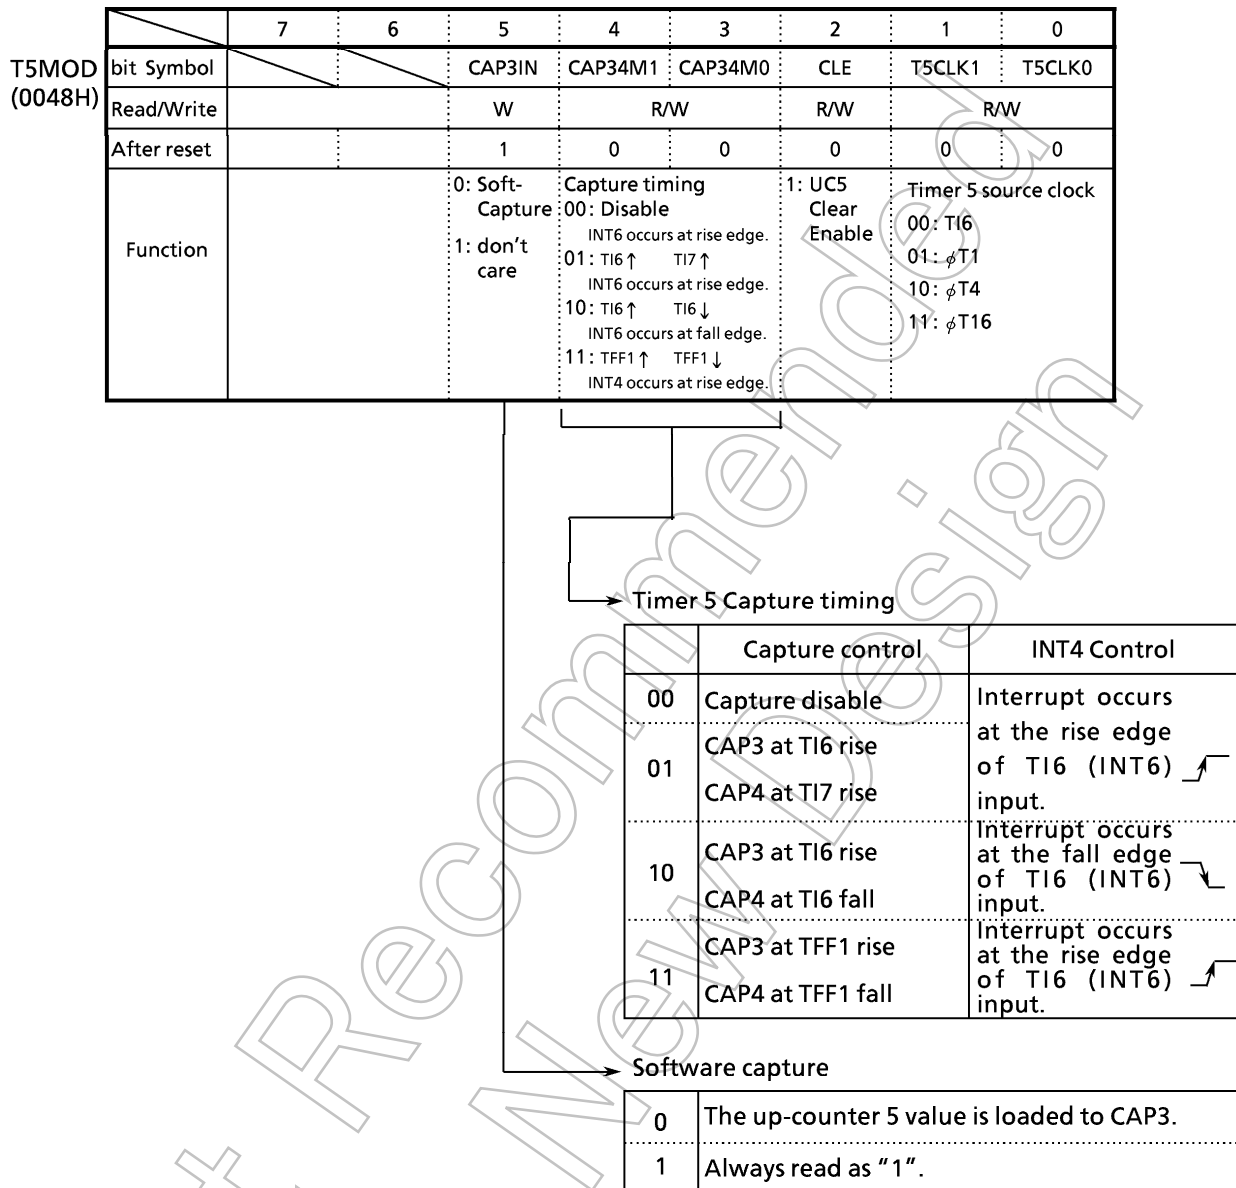 7 6 5 4 3 2 1 0
T5MOD (0048H)
bit Symbol CAP3IN CAP34M1 CAP34M0 CLE T5CLK1 T5CLK0
Read/Write W R/W R/W R/W
After reset 1 0 0 0 0 0
Function
0: Soft-
Capture
1: don't
care
Capture timing
00: Disable
INT6 occurs at rise edge.
01: TI6↑ TI7↑
INT6 occurs at rise edge.
10: TI6↑ TI6↓
INT6 occurs at fall edge.
11: TFF1↑ TFF1↓
INT4 occurs at rise edge.
1: UC5
Clear
Enable
Timer 5 source clock
00: TI6
01: ϕT1
10: ϕT4
11: ϕT16
Timer 5 Capture timing
Capture control INT4 Control
00 Capture disable
01 CAP3 at TI6 rise
CAP4 at TI7 rise
Interrupt occurs
at the rise edge
of TI6 (INT6)
input.
10 CAP3 at TI6 rise
CAP4 at TI6 fall
Interrupt occurs
at the fall edge
of TI6 (INT6)
input.
11 CAP3 at TFF1 rise
CAP4 at TFF1 fall
Interrupt occurs
at the rise edge
of TI6 (INT6)
input.
Software capture
0 The up-counter 5 value is loaded to CAP3.
1 Always read as "1".
t Recommended
New Design